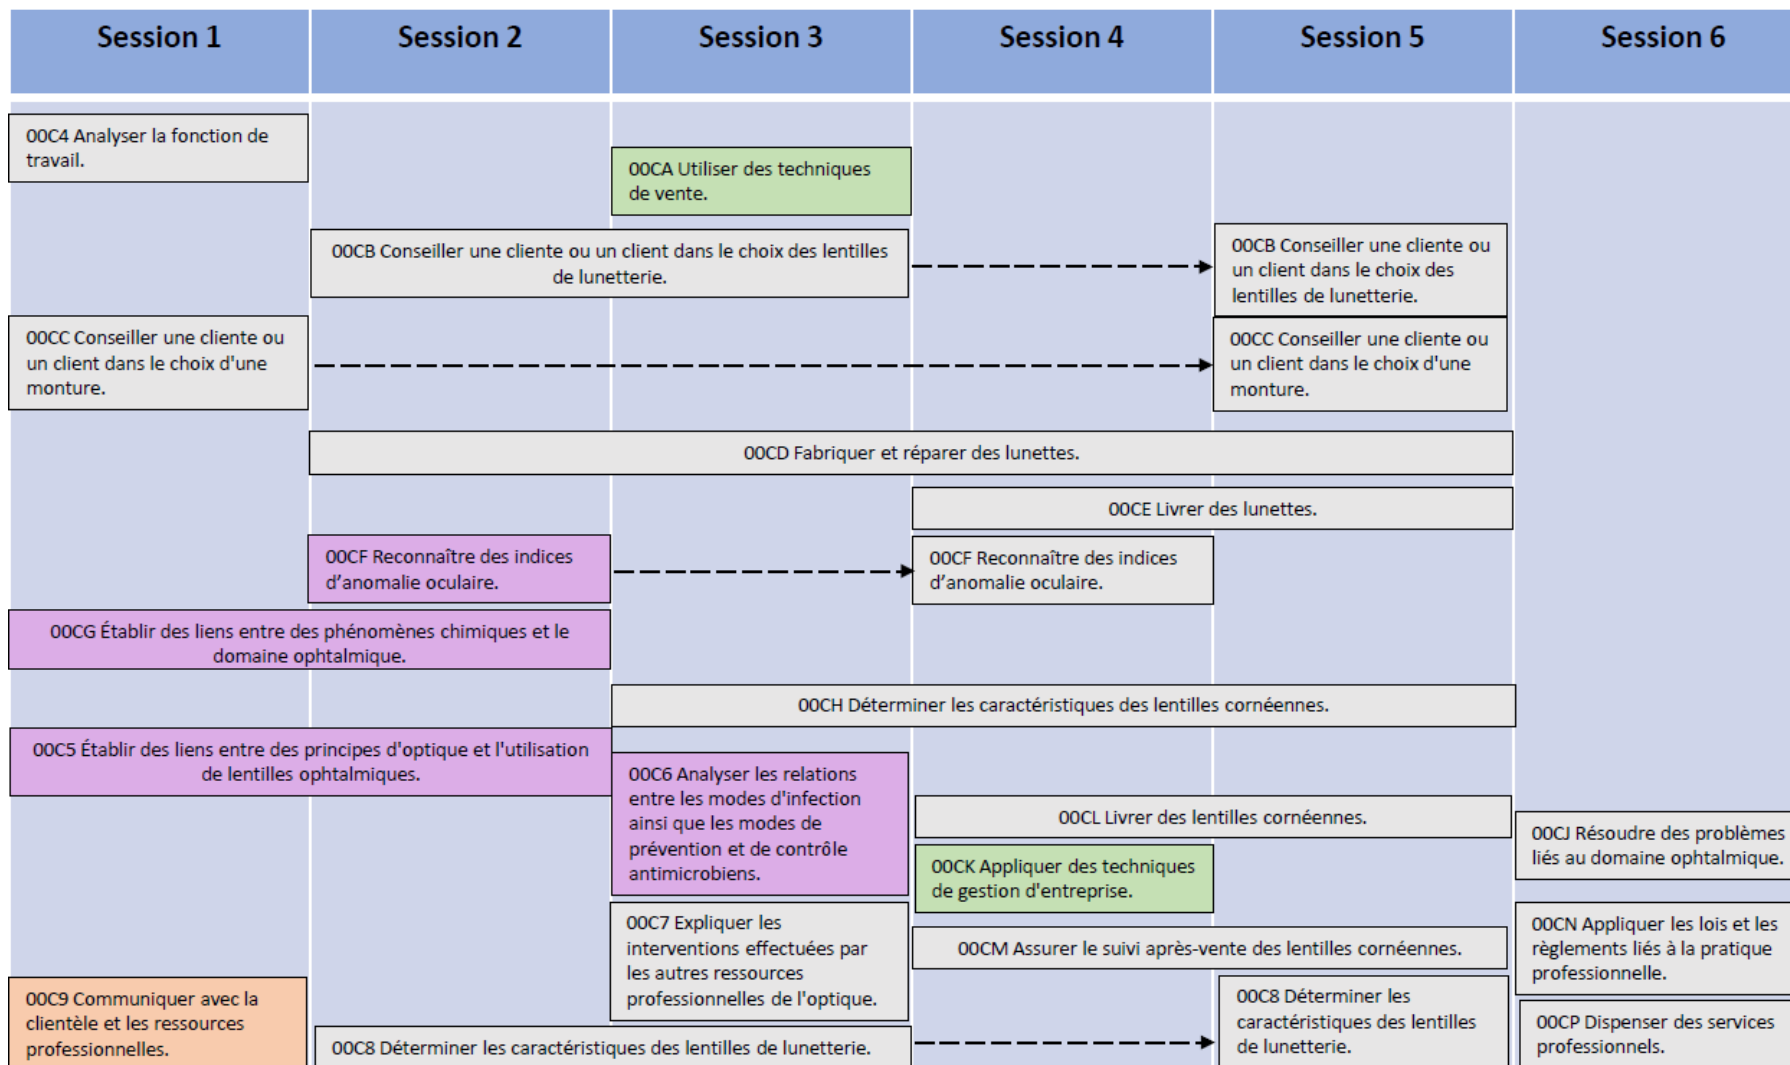 Session 1
Session 2
Session 3
Session 4
Session 5
Session 6
00C4 Analyser la fonction de
travail.
00CA Utiliser des techniques
de vente.
00CB Conseiller une cliente ou un client dans le choix des lentilles
de lunetterie.
00CB Conseiller une cliente ou
un client dans le choix des
lentilles de lunetterie.
00CC Conseiller une cliente ou
un client dans le choix d'une
monture.
00CC Conseiller une cliente ou
un client dans le choix d'une
monture.
00CD Fabriquer et réparer des lunettes.
00CE Livrer des lunettes.
00CF Reconnaître des indices
d’anomalie oculaire.
00CF Reconnaître des indices
d’anomalie oculaire.
00CG Établir des liens entre des phénomènes chimiques et le
domaine ophtalmique.
00CH Déterminer les caractéristiques des lentilles cornéennes.
00C5 Établir des liens entre des principes d'optique et l'utilisation
de lentilles ophtalmiques.
00C6 Analyser les relations
entre les modes d'infection
ainsi que les modes de
prévention et de contrôle
antimicrobiens.
00CL Livrer des lentilles cornéennes.
00CJ Résoudre des problèmes
liés au domaine ophtalmique.
00CK Appliquer des techniques
de gestion d'entreprise.
00C7 Expliquer les
interventions effectuées par
les autres ressources
professionnelles de l'optique.
00CM Assurer le suivi après-vente des lentilles cornéennes.
00CN Appliquer les lois et les
règlements liés à la pratique
professionnelle.
00C9 Communiquer avec la
clientèle et les ressources
professionnelles.
00C8 Déterminer les caractéristiques des lentilles de lunetterie.
00C8 Déterminer les
caractéristiques des lentilles
de lunetterie.
00CP Dispenser des services
professionnels.